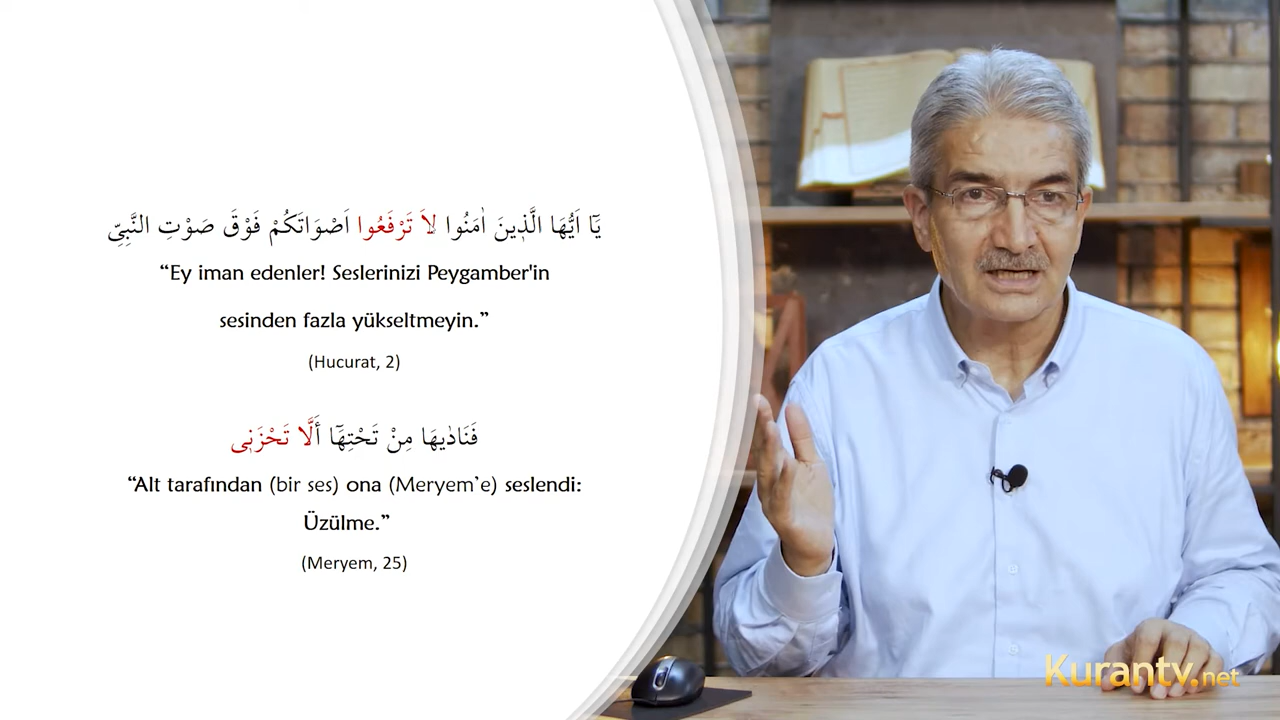 يَٓا اَيُّهَا الَّذ۪ينَ اٰمَنُوا لَا تَرْفَعُوا اَصْوَاتَكُمْ فَوْقَ صَوْتِ النَّبِيِّ
“Ey iman edenler! Seslerinizi Peygamber'in
sesinden fazla yükseltmeyin.”
(Hucurat, 2)
فَنَادٰيهَا مِنْ تَحْتِهَٓا أَلَّا تَحْزَن۪ى
“Alt tarafından (bir ses) ona (Meryem`e) seslendi:
Üzülme.”
(Meryem, 25)
Kurantv.net